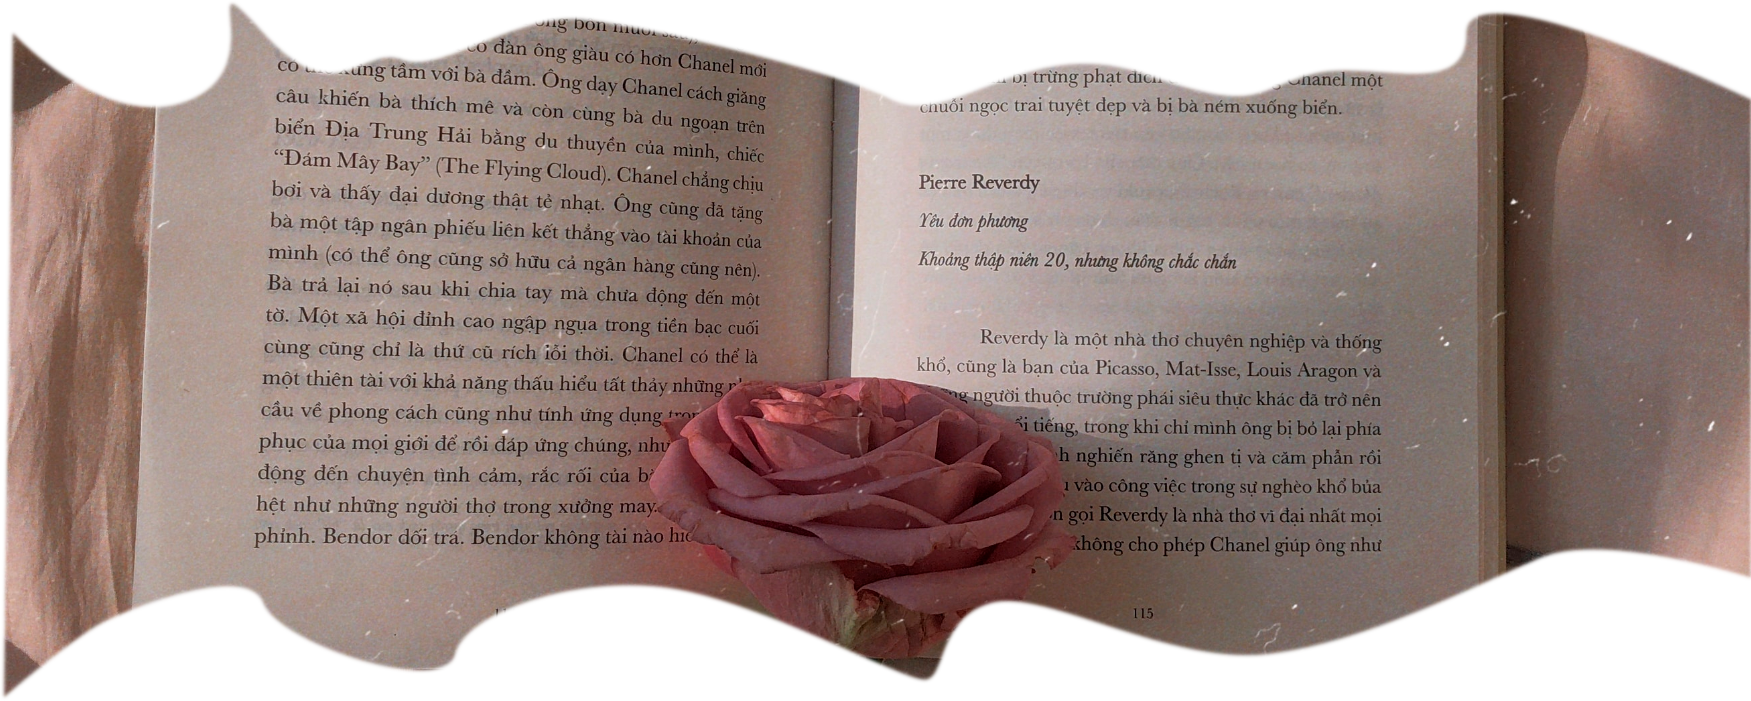 đàn ông giàu có hơn Chanel mới
tầm với bà đầm. Ông dạy Chanel cách giăng
câu khiến bà thích mê và còn cùng bà du ngoạn trên
biển Địa Trung Hải bằng du thuyền của mình, chiếc
“Đám Mây Bay” (The Flying Cloud). Chanel chẳng chịu
bơi và thấy đại dương thật tẻ nhạt. Ông cũng đã tặng
bà một tập ngân phiếu liên kết thẳng vào tài khoản của
mình (có thể ông cũng sở hữu cả ngân hàng cũng nên).
Bà trả lại nó sau khi chia tay mà chưa động đến một
tờ. Một xã hội đỉnh cao ngập ngụa trong tiền bạc cuối
cùng cũng chỉ là thứ cũ rích lỗi thời. Chanel có thể là
một thiên tài với khả năng thấu hiểu tất thảy những
cầu về phong cách cũng như tính ứng dụng
phục của mọi giới để rồi đáp ứng chúng,
động đến chuyện tình cảm, rắc rối của
hệt như những người thợ trong xưởng may.
phỉnh. Bendor dối trá. Bendor không tài nào
bị trừng phạt Chanel một
chuỗi ngọc trai tuyệt đẹp và bị bà ném xuống biển.
Pierre Reverdy
Yêu đơn phương
Khoảng thập niên 20, nhưng không chắc chắn
Reverdy là một nhà thơ chuyên nghiệp và thống
khổ, cũng là bạn của Picasso, Mat-Isse, Louis Aragon và
người thuộc trường phái siêu thực khác đã trở nên
tiếng, trong khi chỉ mình ông bị bỏ lại phía
nghiến răng ghen tị và căm phẫn rồi
vào công việc trong sự nghèo khổ bủa
gọi Reverdy là nhà thơ vĩ đại nhất mọi
không cho phép Chanel giúp ông như
115